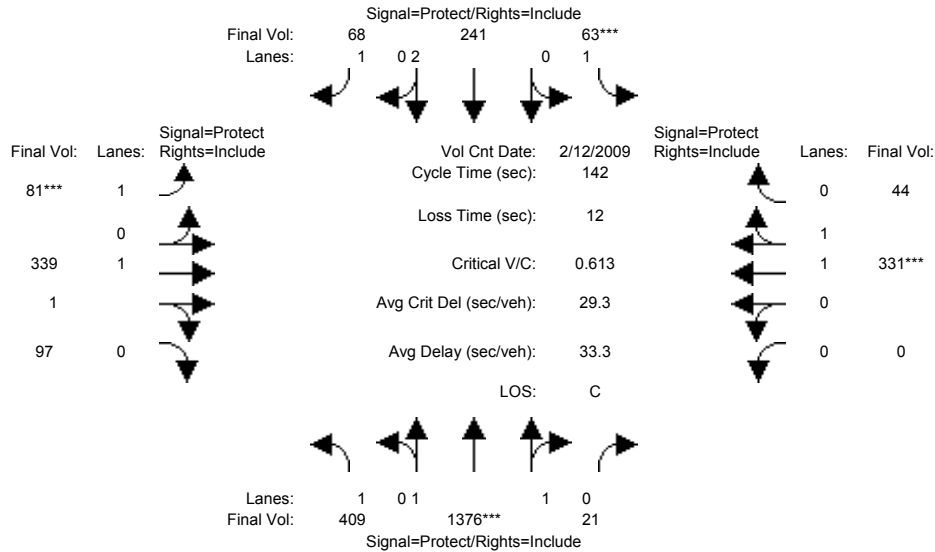 Signal=Protect/Rights=Include
Final Vol: 68 241 63***
Lanes: 1 0 2 0 1
Signal=Protect Signal=Protect
Final Vol: Lanes: Rights=Include Vol Cnt Date: 2/12/2009 Rights=Include Lanes: Final Vol:
Cycle Time (sec): 142
81*** 1 0 44
Loss Time (sec): 12
0 1
339 1 Critical V/C: 0.613 1 331***
1 Avg Crit Del (sec/veh): 29.3 0
97 0 Avg Delay (sec/veh): 33.3 0 0
LOS: C
Lanes: 1 0 1 1 0
Final Vol: 409 1376*** 21
Signal=Protect/Rights=Include